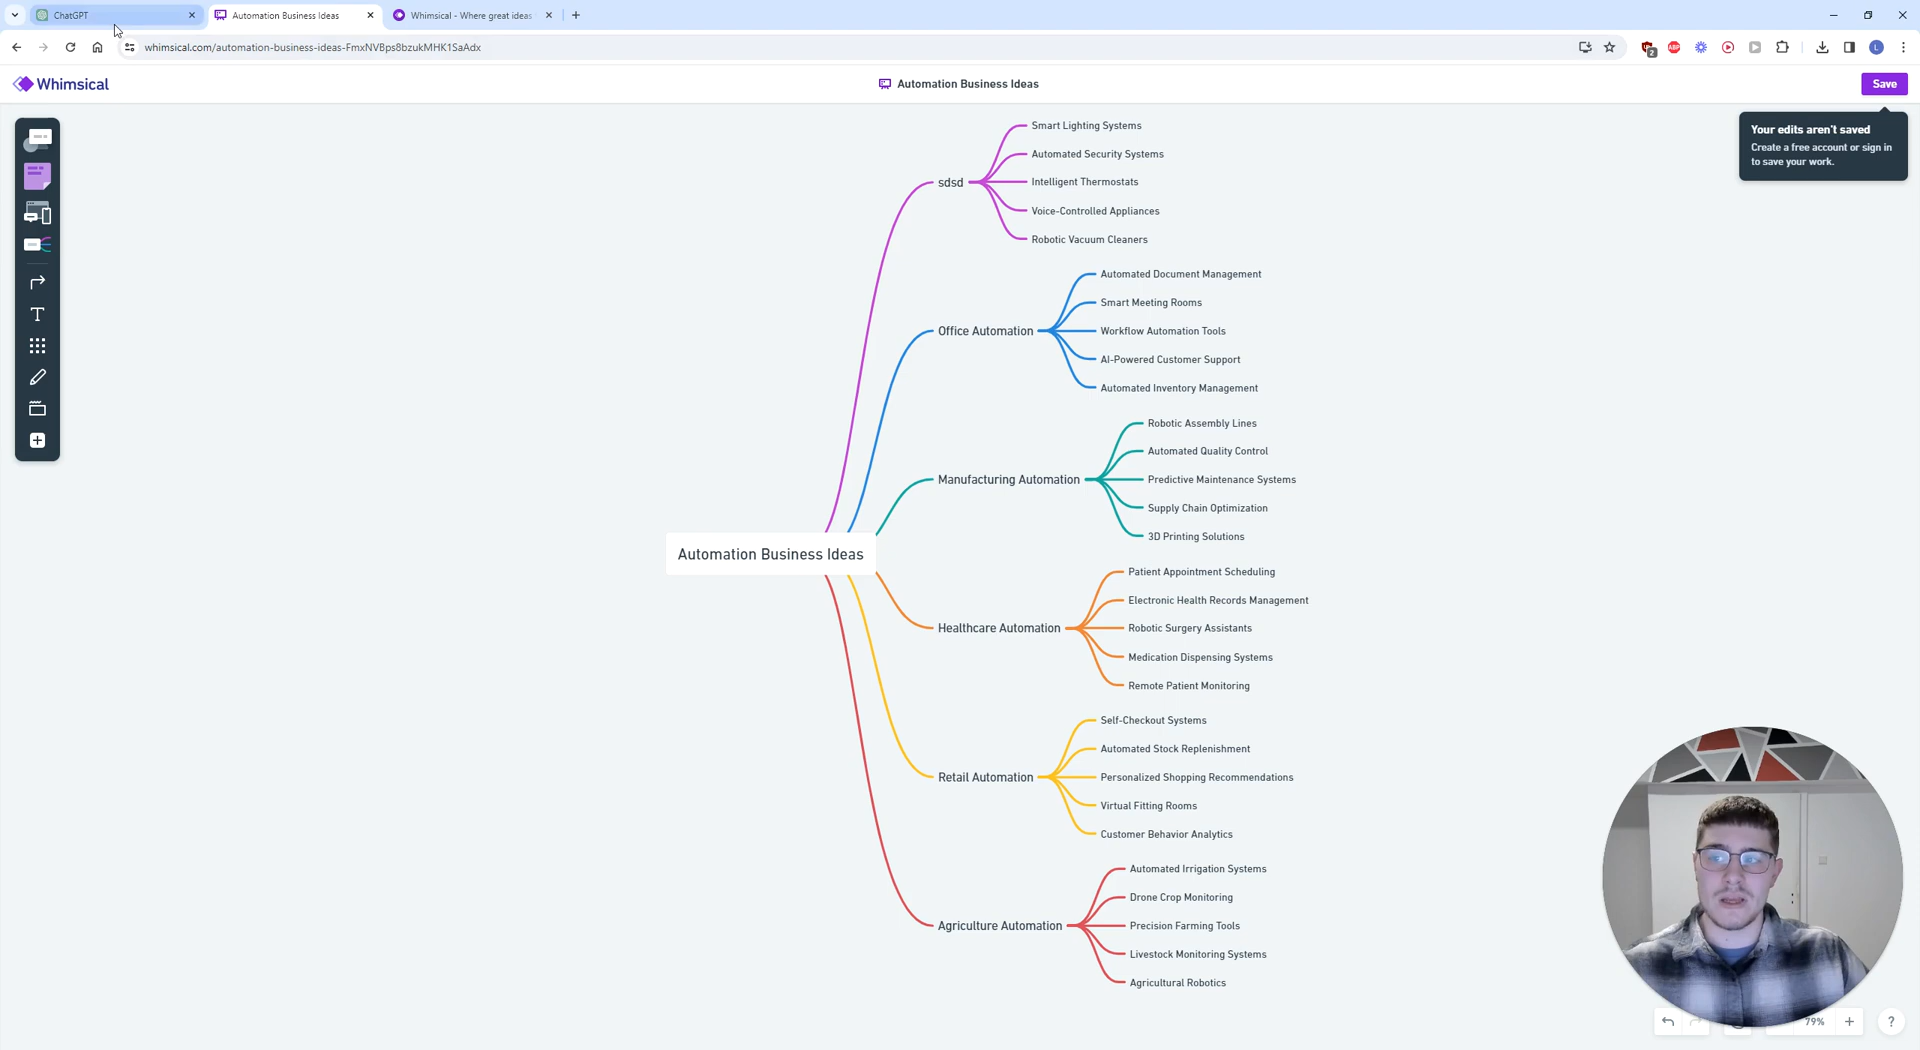 ChatGPT
Automation Business Ideas
Whimsical - Where great ideas
whimsical.com/automation-business-ideas-FmxNVBps8bzukMHK1SaAdx
2
ABP
L
Whimsical
Automation Business Ideas
Save
Your edits aren't saved
Create a free account or sign in
to save your work.
T
Automation Business Ideas
sdsd
Smart Lighting Systems
Automated Security Systems
Intelligent Thermostats
Voice-Controlled Appliances
Robotic Vacuum Cleaners
Office Automation
Automated Document Management
Smart Meeting Rooms
Workflow Automation Tools
AI-Powered Customer Support
Automated Inventory Management
Manufacturing Automation
Robotic Assembly Lines
Automated Quality Control
Predictive Maintenance Systems
Supply Chain Optimization
3D Printing Solutions
Healthcare Automation
Patient Appointment Scheduling
Electronic Health Records Management
Robotic Surgery Assistants
Medication Dispensing Systems
Remote Patient Monitoring
Retail Automation
Self-Checkout Systems
Automated Stock Replenishment
Personalized Shopping Recommendations
Virtual Fitting Rooms
Customer Behavior Analytics
Agriculture Automation
Automated Irrigation Systems
Drone Crop Monitoring
Precision Farming Tools
Livestock Monitoring Systems
Agricultural Robotics
79%
?